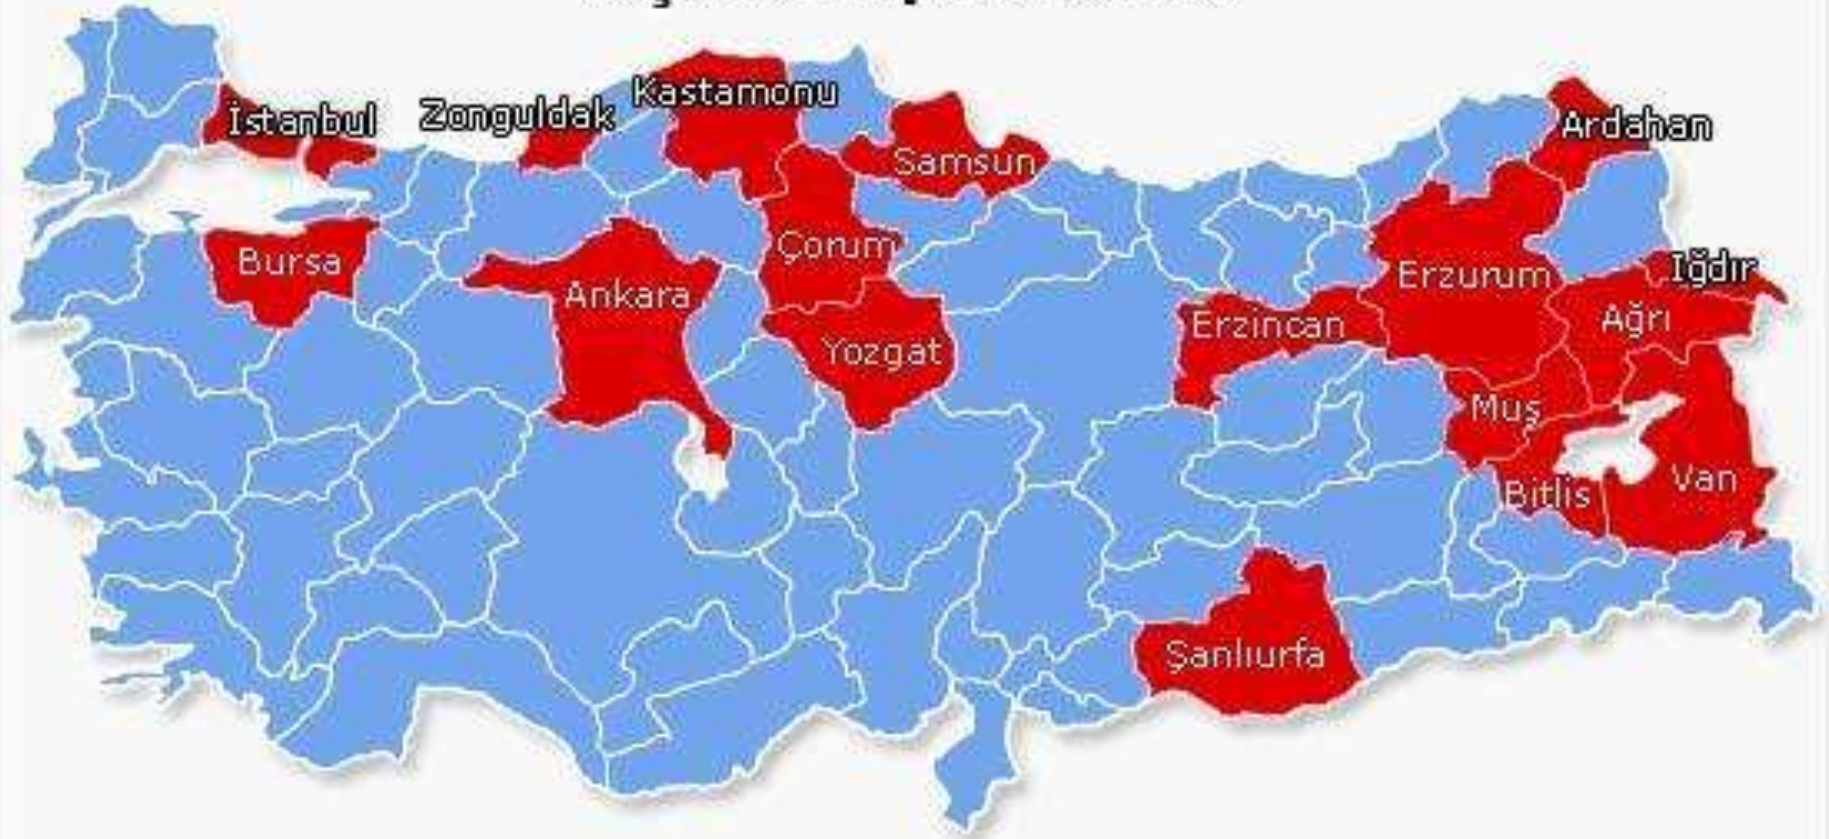 Kastamonu
İstanbul
Zonguldak
Ardahan
Samsun
Çorum
Bursa
Ankara
Iğdır
Erzurum
Ağrı
Erzincan
Yozgat
Muş
Van
Bitlis
Şanlıurfa